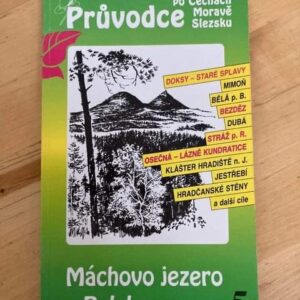 po Čechách
Průvodce Moravě
Slezsku
DOKSY – STARÉ SPLAVY
MIMOŇ
BĚLÁ p. B.
BEZDĚZ
DUBÁ
STRÁŽ p. R.
OSEČNÁ – LÁZNĚ KUNDRATICE
KLÁŠTER HRADIŠTĚ n. J.
JESTŘEBÍ
HRADČANSKÉ STĚNY
a další cíle
Máchovo jezero
5